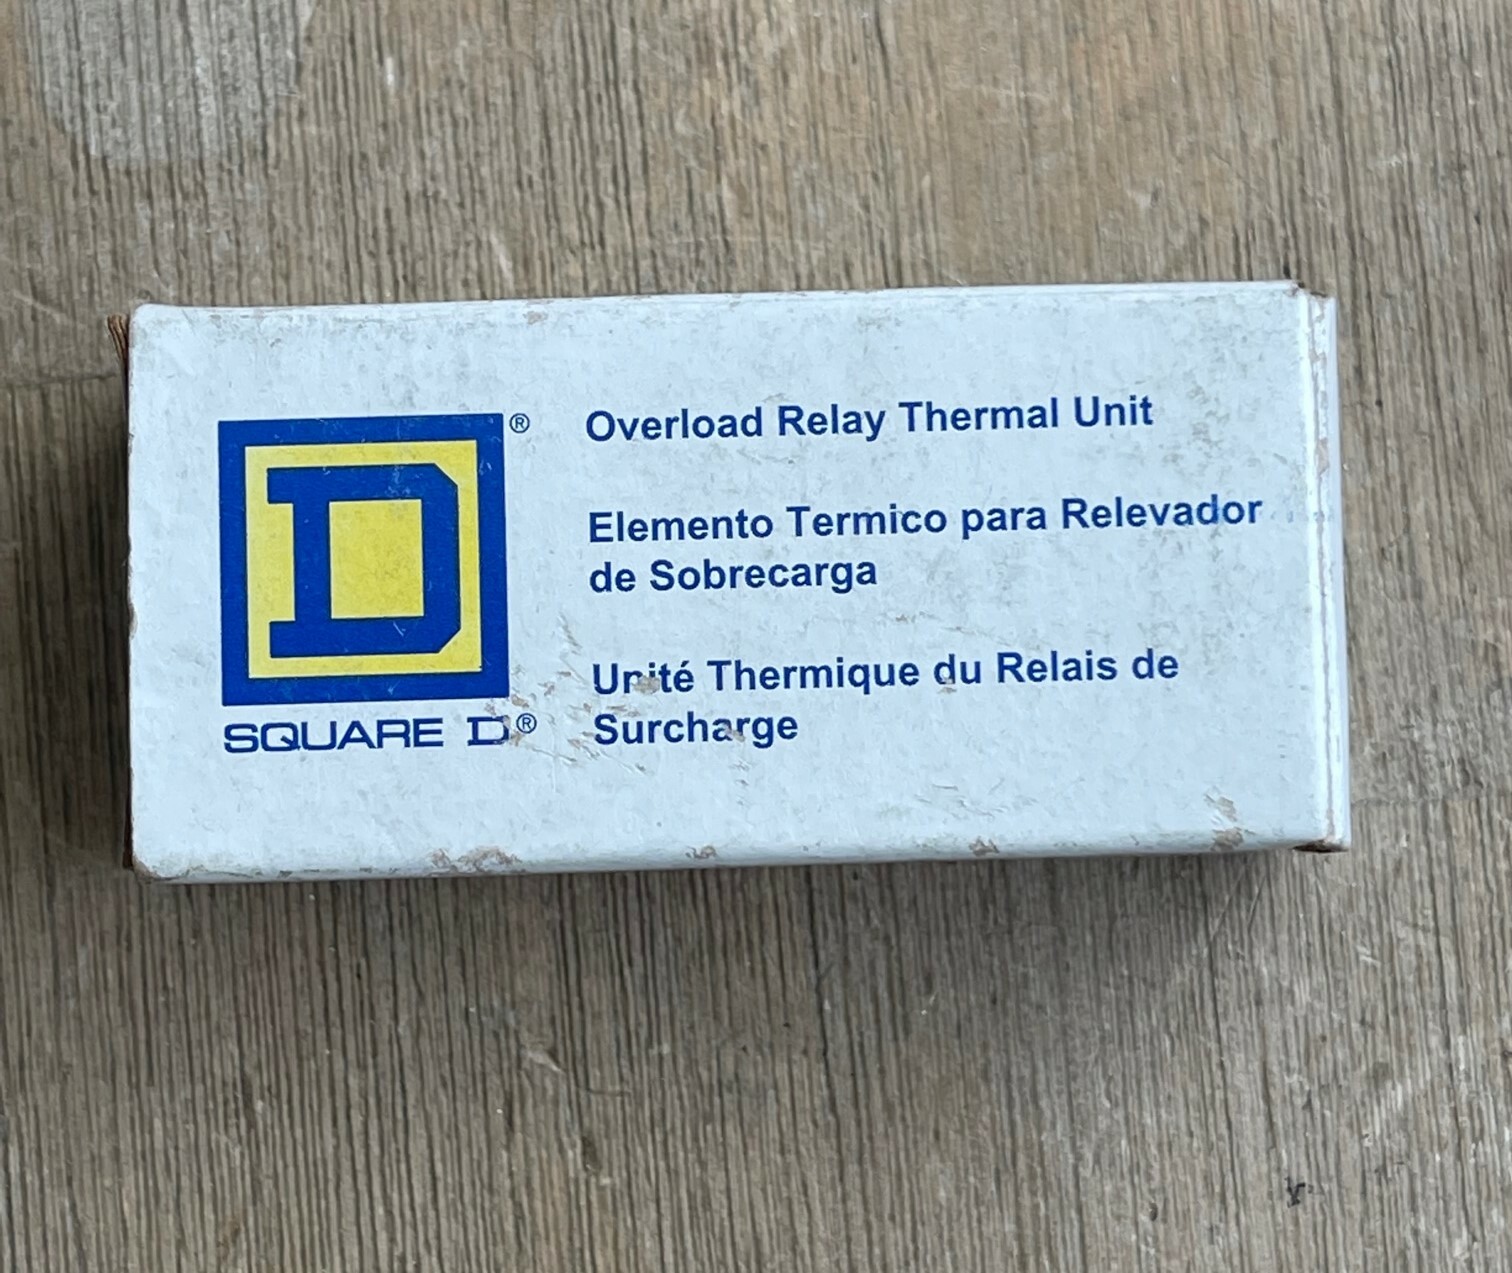 D®
SQUARE D®
Overload Relay Thermal Unit
Elemento Termico para Relevador
de Sobrecarga
Unité Thermique du Relais de
Surcharge